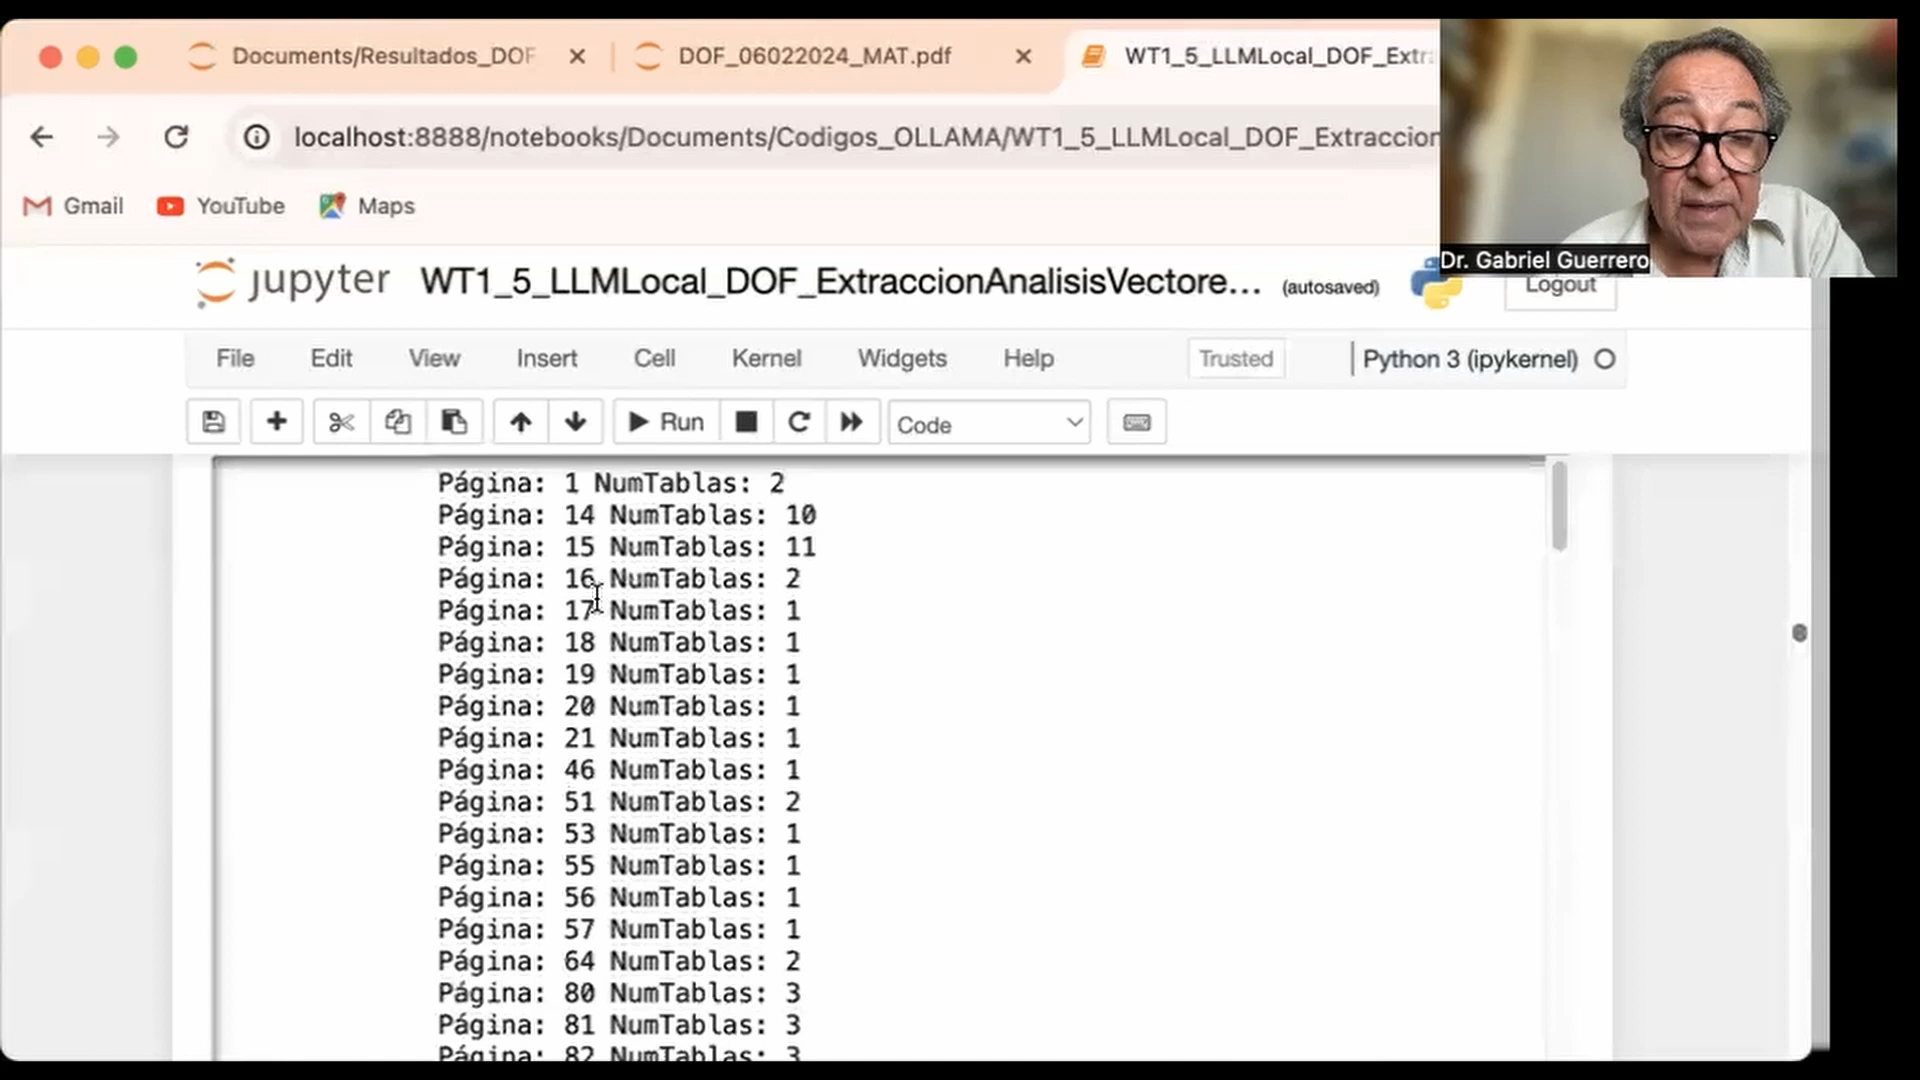 Documents/Resultados_DOF
DOF_06022024_MAT.pdf
WT1_5_LLMLocal_DOF_Extra
localhost:8888/notebooks/Documents/Codigos_OLLAMA/WT1_5_LLMLocal_DOF_Extraccion
Gmail
YouTube
Maps
Dr. Gabriel Guerrero
jupyter
WT1_5_LLMLocal_DOF_ExtraccionAnalisisVectore...
(autosaved)
Logout
File
Edit
View
Insert
Cell
Kernel
Widgets
Help
Trusted
Python 3 (ipykernel)
Run
Code
Página: 1 NumTablas: 2
Página: 14 NumTablas: 10
Página: 15 NumTablas: 11
Página: 16 NumTablas: 2
Página: 17 NumTablas: 1
Página: 18 NumTablas: 1
Página: 19 NumTablas: 1
Página: 20 NumTablas: 1
Página: 21 NumTablas: 1
Página: 46 NumTablas: 1
Página: 51 NumTablas: 2
Página: 53 NumTablas: 1
Página: 55 NumTablas: 1
Página: 56 NumTablas: 1
Página: 57 NumTablas: 1
Página: 64 NumTablas: 2
Página: 80 NumTablas: 3
Página: 81 NumTablas: 3
Página: 82 NumTablas: 3